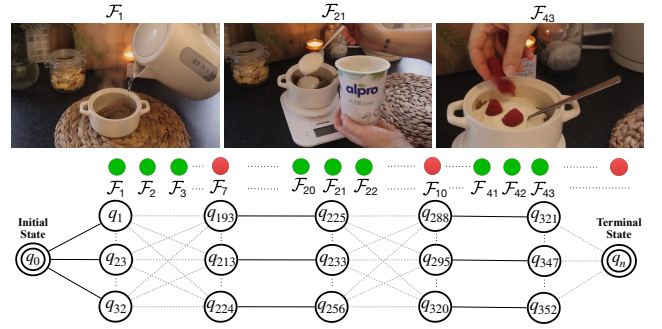 F₁ F₂₁ F₄₃
alpro
F₁ F₂ F₃ F₇ F₂₀ F₂₁ F₂₂ F₁₀ F₄₁ F₄₂ F₄₃
Initial
State
Terminal
State
q₁ q₁₉₃ q₂₂₅ q₂₈₈ q₃₂₁
q₀ q₂₃ q₂₁₃ q₂₃₃ q₂₉₅ q₃₄₇ qₙ
q₃₂ q₂₂₄ q₂₅₆ q₃₂₀ q₃₅₂